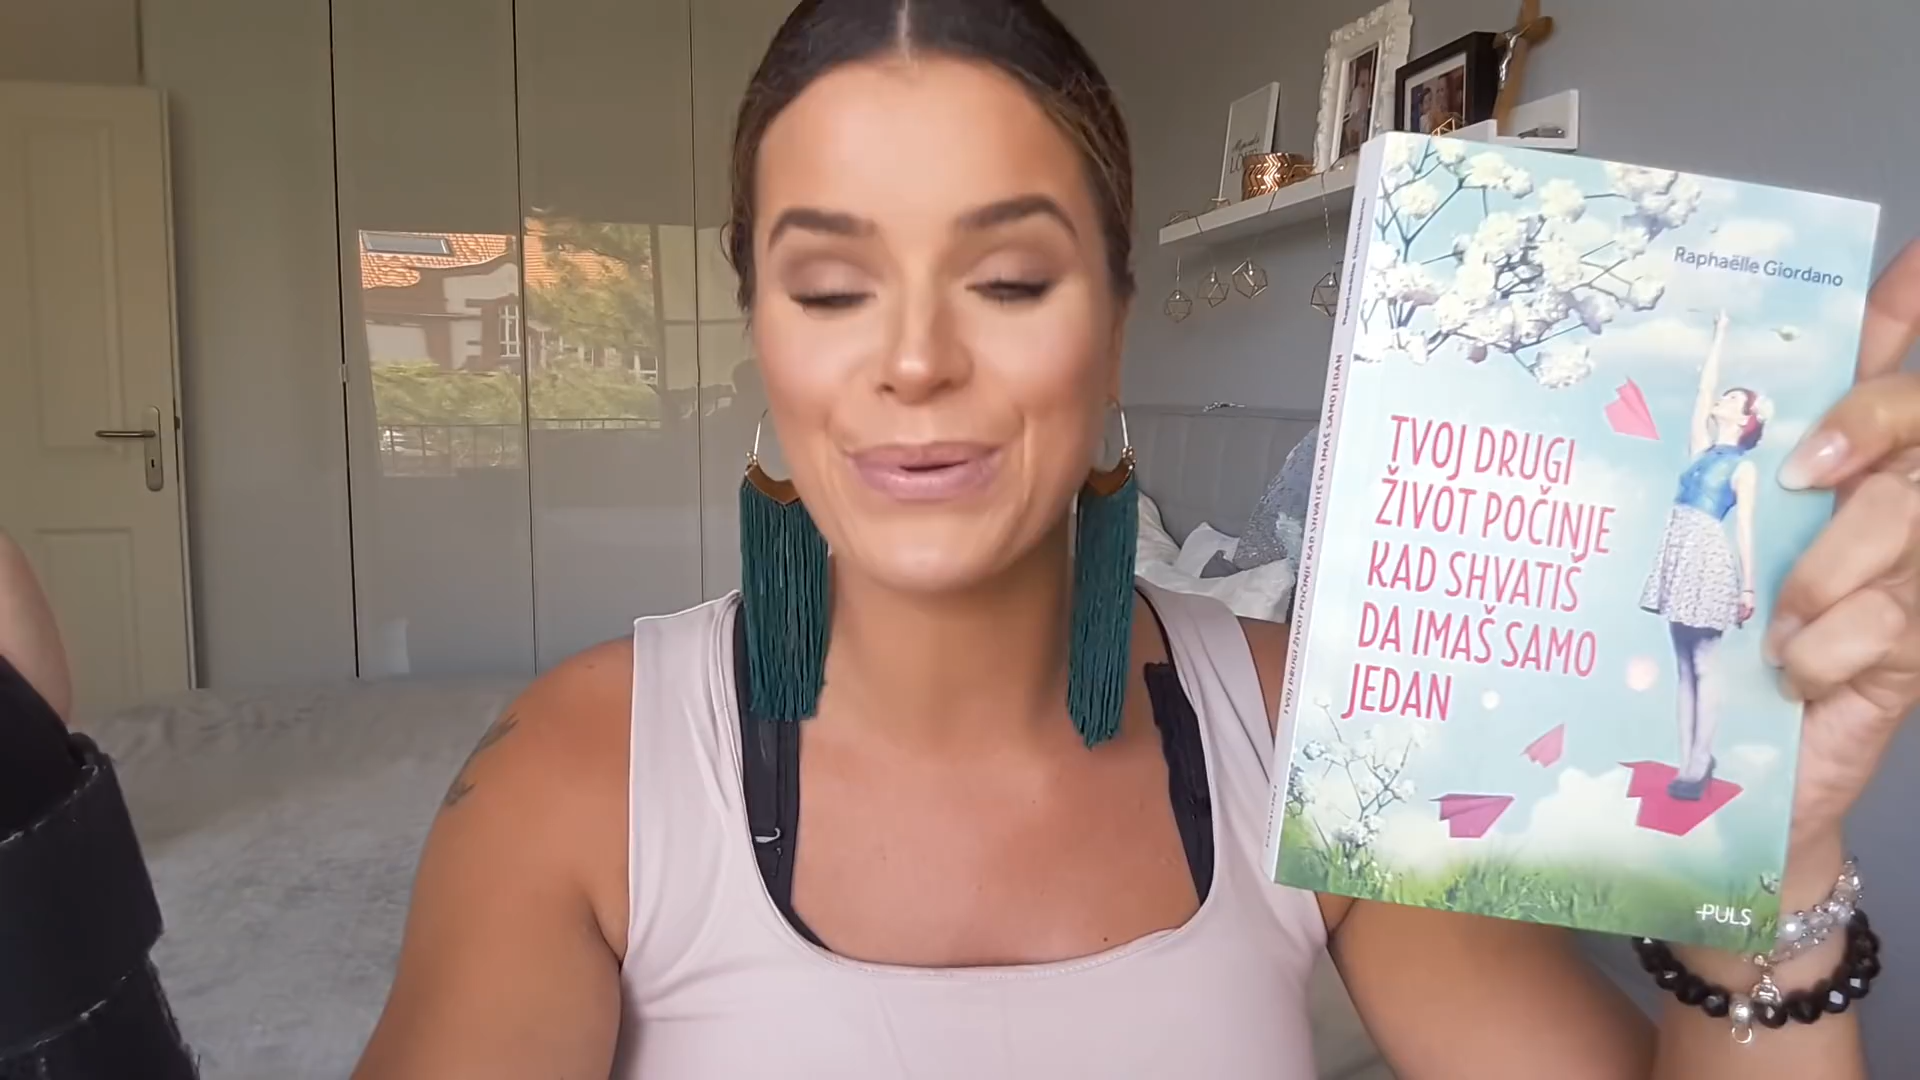 Raphaëlle Giordano
TVOJ DRUGI
ŽIVOT POČINJE
KAD SHVATIŠ
DA IMAŠ SAMO
JEDAN
PULS
TVOJ DRUGI ŽIVOT POČINJE KAD SHVATIŠ DA IMAŠ SAMO JEDAN